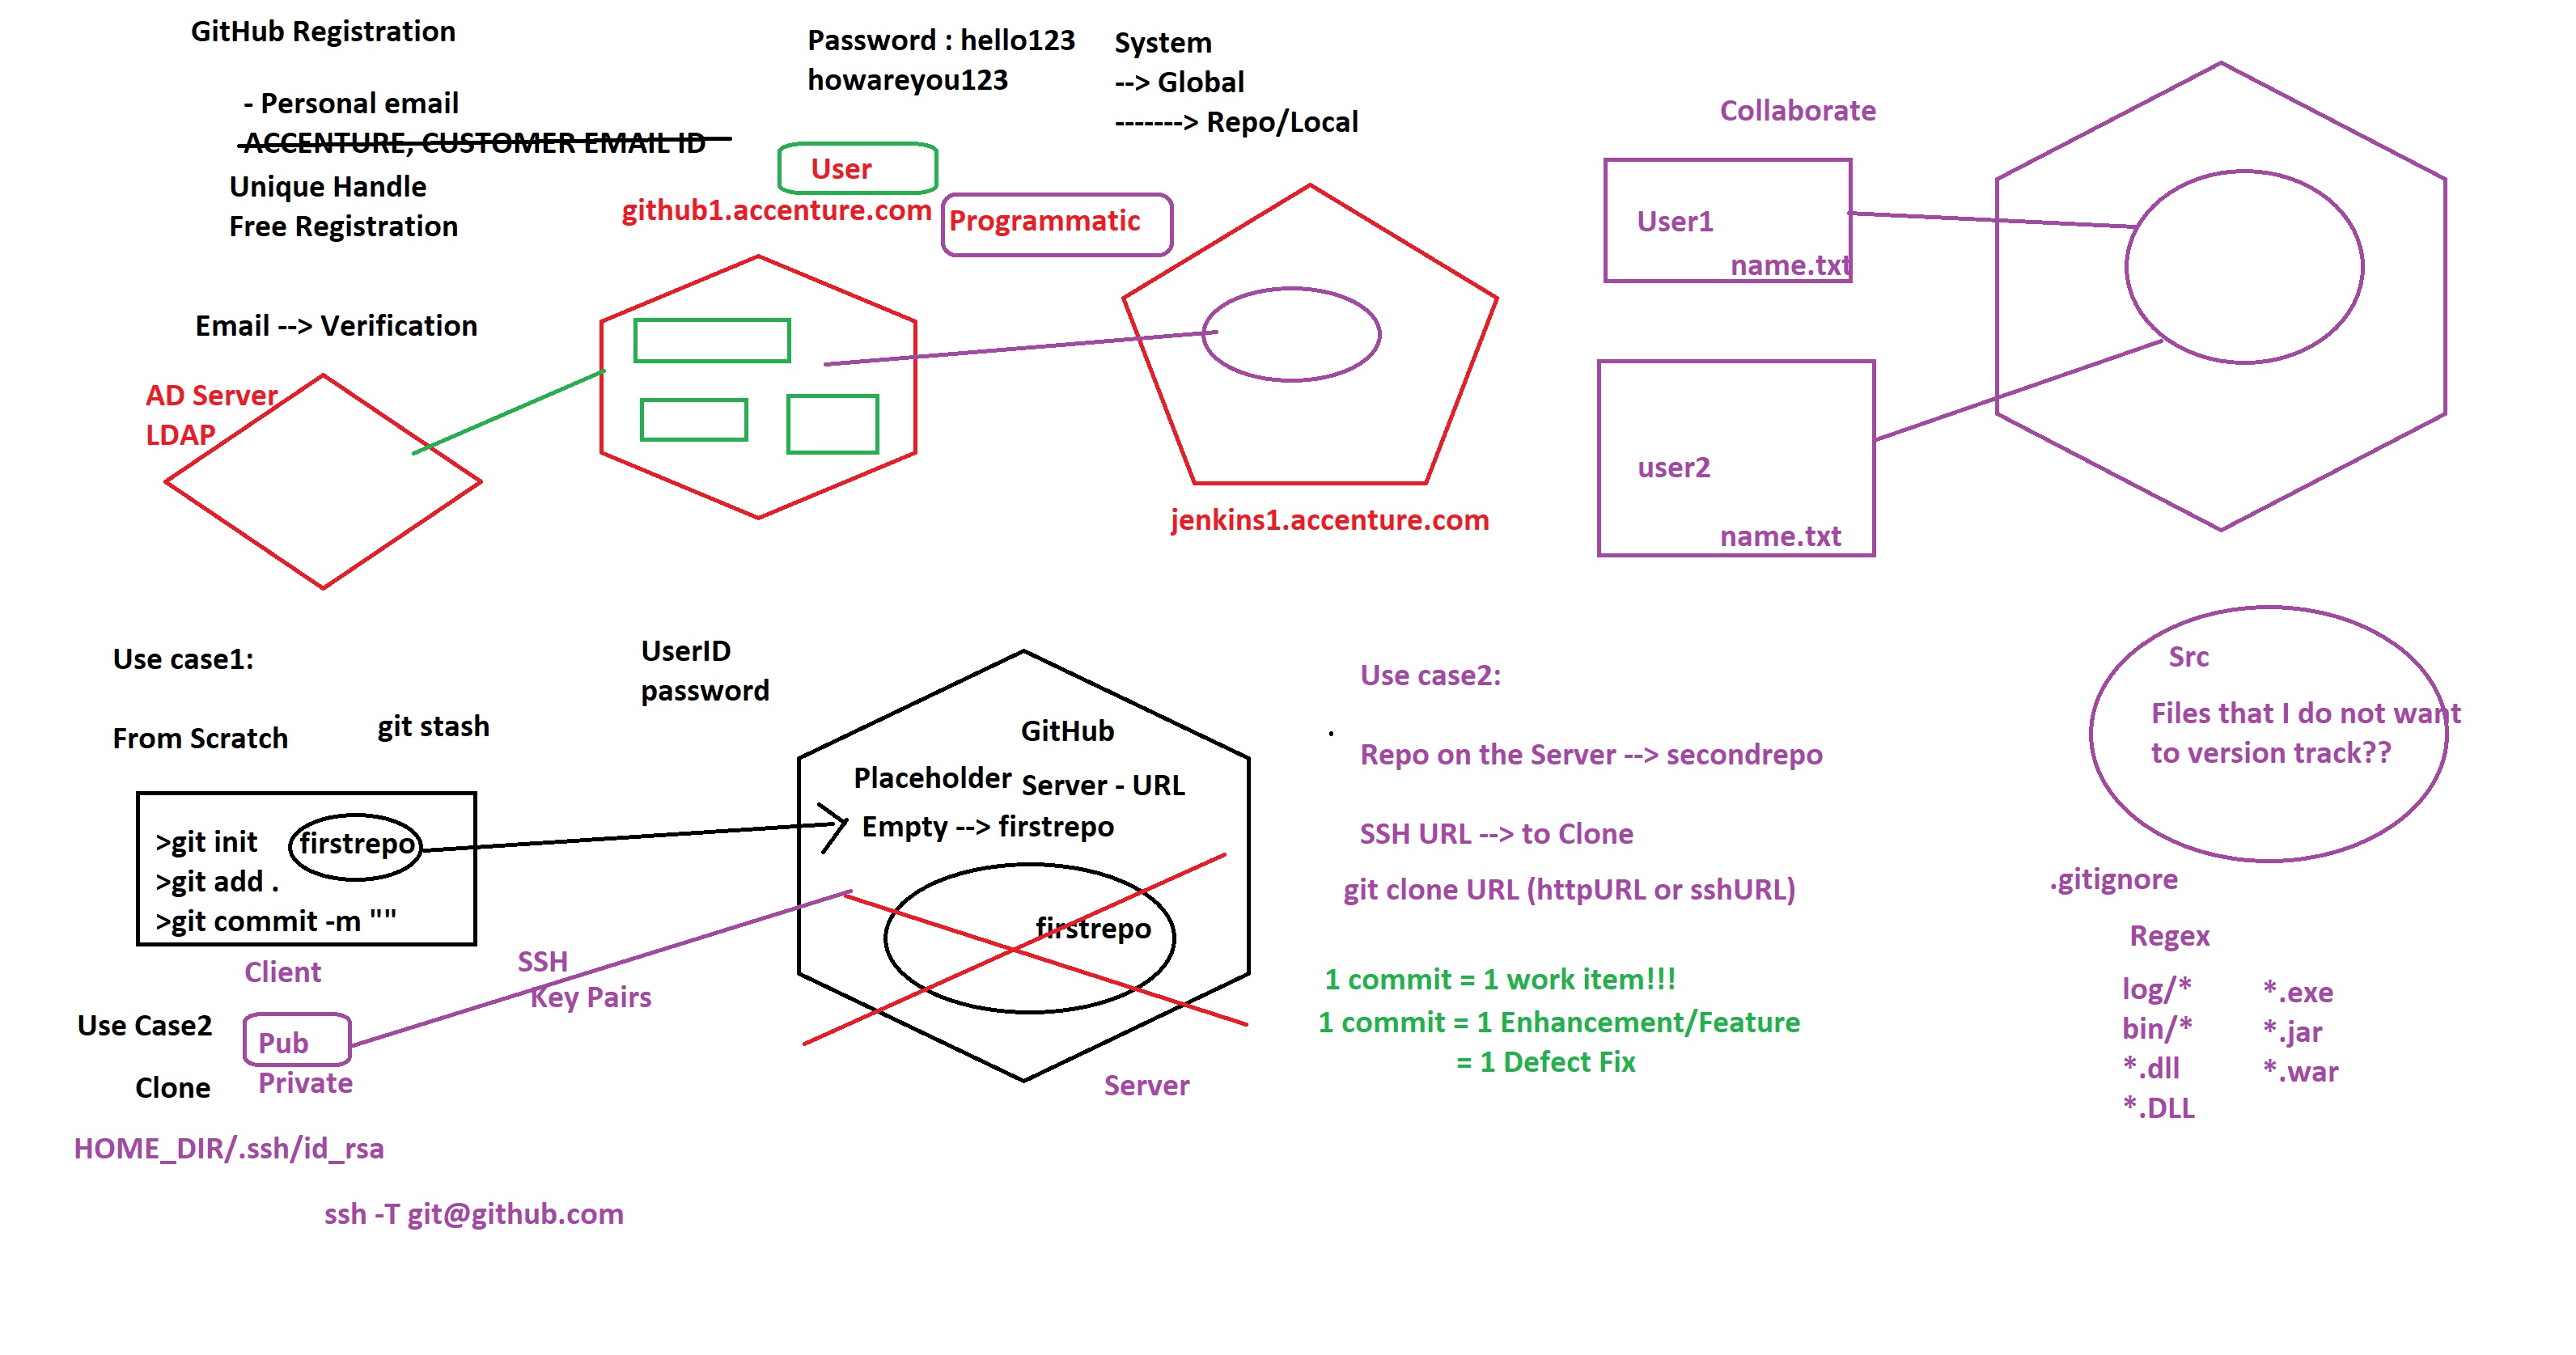 GitHub Registration
- Personal email
ACCENTURE, CUSTOMER EMAIL ID
Unique Handle
Free Registration
Email --> Verification
AD Server
LDAP
Password : hello123
howareyou123
System
--> Global
-------> Repo/Local
User
github1.accenture.com
Programmatic
jenkins1.accenture.com
Collaborate
User1
name.txt
user2
name.txt
Use case1:
From Scratch
git stash
>git init
firstrepo
>git add .
>git commit -m ""
Client
Use Case2
Pub
Clone
Private
HOME_DIR/.ssh/id_rsa
ssh -T git@github.com
SSH
Key Pairs
UserID
password
GitHub
Placeholder
Server - URL
Empty --> firstrepo
firstrepo
Server
Use case2:
.
Repo on the Server --> secondrepo
SSH URL --> to Clone
git clone URL (httpURL or sshURL)
1 commit = 1 work item!!!
1 commit = 1 Enhancement/Feature
= 1 Defect Fix
Src
Files that I do not want
to version track??
.gitignore
Regex
log/*
bin/*
*.dll
*.DLL
*.exe
*.jar
*.war